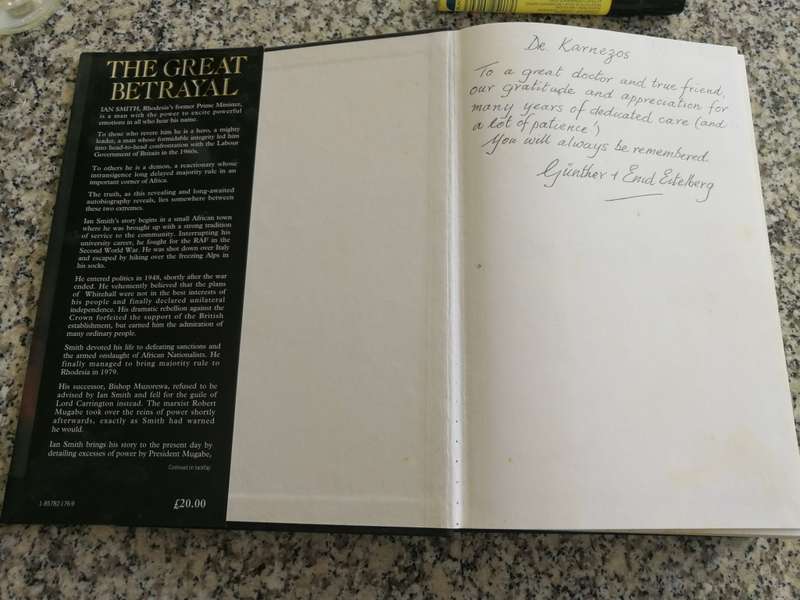 THE GREAT
BETRAYAL
IAN SMITH, Rhodesia's former Prime Minister,
is a man with the power to excite powerful
emotions in all who hear his name.
To those who revere him he is a hero, a mighty
leader, a man whose formidable integrity led him
into head-to-head confrontation with the Labour
Government of Britain in the 1960s.
To others he is a demon, a reactionary whose
intransigence long delayed majority rule in an
important corner of Africa.
The truth, as this revealing and long-awaited
autobiography reveals, lies somewhere between
these two extremes.
Ian Smith's story begins in a small African town
where he was brought up with a strong tradition
of service to the community. Interrupting his
university career, he fought for the RAF in the
Second World War. He was shot down over Italy
and escaped by hiking over the freezing Alps in
his socks.
He entered politics in 1948, shortly after the war
ended. He vehemently believed that the plans
of Whitehall were not in the best interests of
his people and finally declared unilateral
independence. His dramatic rebellion against the
Crown forfeited the support of the British
establishment, but earned him the admiration of
many ordinary people.
Smith devoted his life to defeating sanctions and
the armed onslaught of African Nationalists. He
finally managed to bring majority rule to
Rhodesia in 1979.
His successor, Bishop Muzorewa, refused to be
advised by Ian Smith and fell for the guile of
Lord Carrington instead. The marxist Robert
Mugabe took over the reins of power shortly
afterwards, exactly as Smith had warned
he would.
Ian Smith brings his story to the present day by
detailing excesses of power by President Mugabe,
Continued on backflap
1-85782-176-9
£20.00
De. Karnezos
To a great doctor and true friend,
our gratitude and appreciation for
many years of dedicated care (and
a lot of patience!)
You will always be remembered.
Günther + Enid Eitelberg